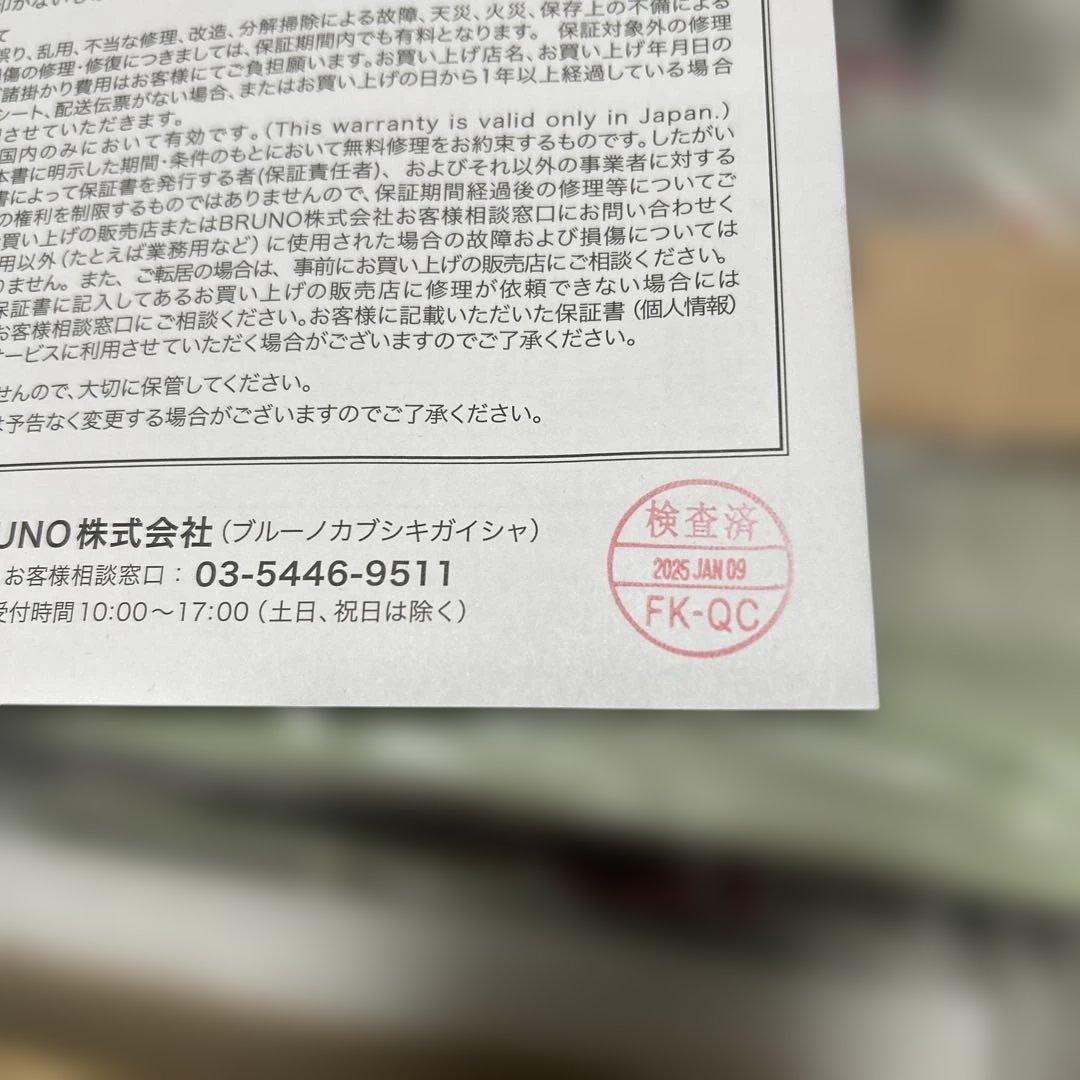 て
誤り、乱用、不当な修理、改造、分解掃除による故障、天災、火災、保存上の不備による
損傷の修理・修復につきましては、保証期間内でも有料となります。 保証対象外の修理
諸掛かり費用はお客様にてご負担願います。お買い上げ店名、お買い上げ年月日の
シート、配送伝票がない場合、またはお買い上げの日から1年以上経過している場合
させていただきます。
国内のみにおいて有効です。(This warranty is valid only in Japan.)
本書に明示した期間・条件のもとにおいて無料修理をお約束するものです。したがい
書によって保証書を発行する者(保証責任者)、およびそれ以外の事業者に対する
の権利を制限するものではありませんので、保証期間経過後の修理等についてご
買い上げの販売店またはBRUNO株式会社お客様相談窓口にお問い合わせく
用以外(たとえば業務用など)に使用された場合の故障および損傷については
りません。また、ご転居の場合は、事前にお買い上げの販売店にご相談ください。
保証書に記入してあるお買い上げの販売店に修理が依頼できない場合には
お客様相談窓口にご相談ください。お客様に記載いただいた保証書(個人情報)
サービスに利用させていただく場合がございますのでご了承ください。
せんので、大切に保管してください。
は予告なく変更する場合がございますのでご了承ください。
UNO株式会社(ブルーノカブシキガイシャ)
お客様相談窓口：03-5446-9511
受付時間10:00〜17:00(土日、祝日は除く)
検査済
2025 JAN 09
FK-QC